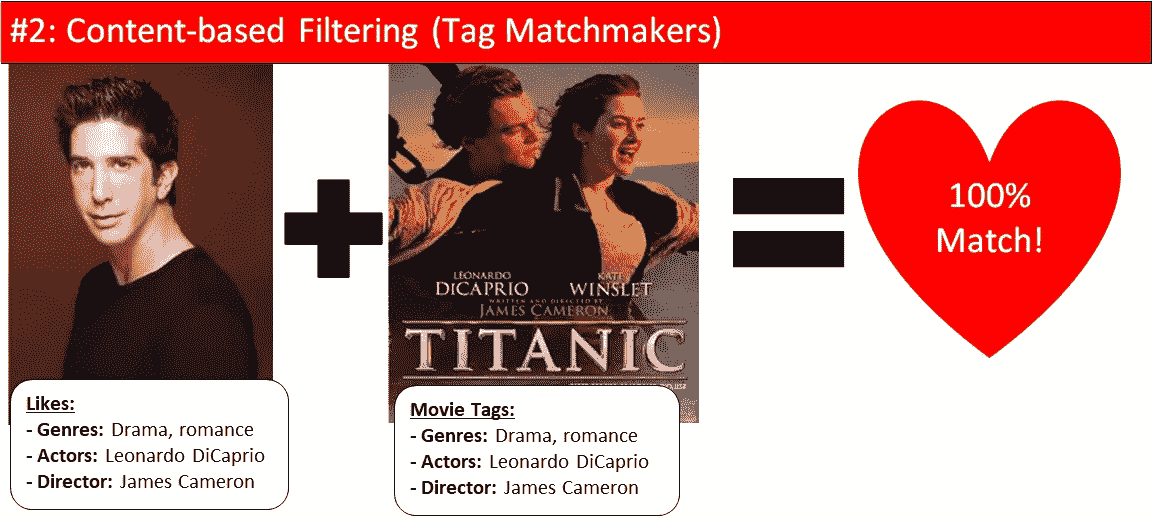 #2: Content-based Filtering (Tag Matchmakers)
LEONARDO
DICAPRIO
KATE
WINSLET
WRITTEN AND DIRECTED BY
JAMES CAMERON
TITANIC
100%
Match!
Likes:
- Genres: Drama, romance
- Actors: Leonardo DiCaprio
- Director: James Cameron
Movie Tags:
- Genres: Drama, romance
- Actors: Leonardo DiCaprio
- Director: James Cameron